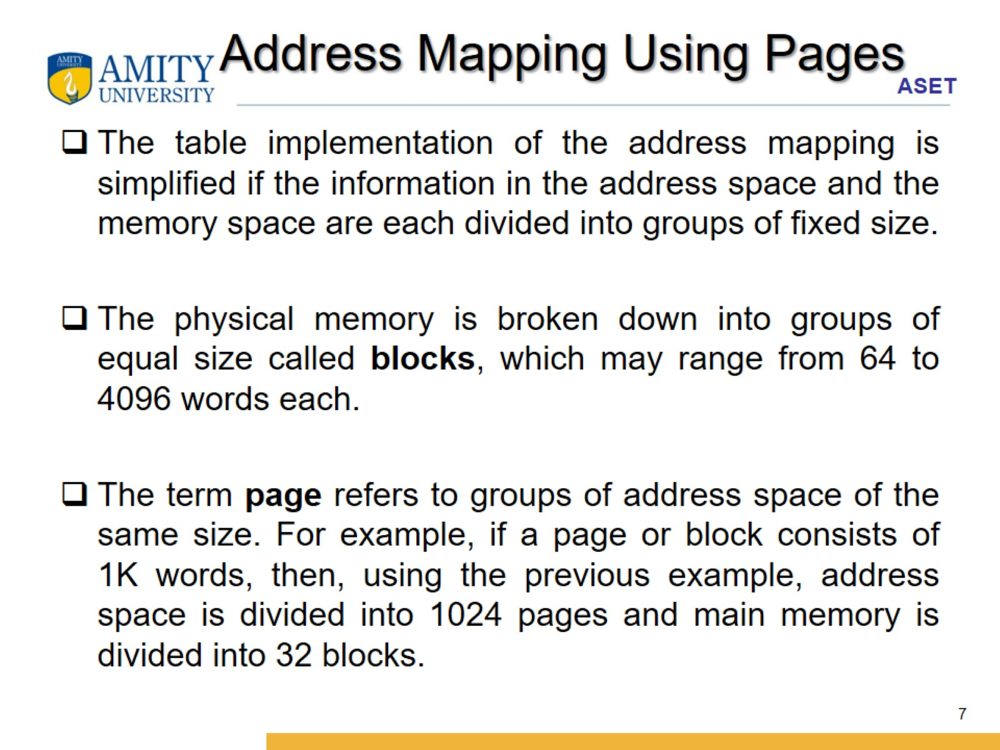 Address Mapping Using Pages
AMITY
UNIVERSITY
AMITY
UNIVERSITY
ASET
❑ The table implementation of the address mapping is
simplified if the information in the address space and the
memory space are each divided into groups of fixed size.
❑ The physical memory is broken down into groups of
equal size called blocks, which may range from 64 to
4096 words each.
❑ The term page refers to groups of address space of the
same size. For example, if a page or block consists of
1K words, then, using the previous example, address
space is divided into 1024 pages and main memory is
divided into 32 blocks.
7